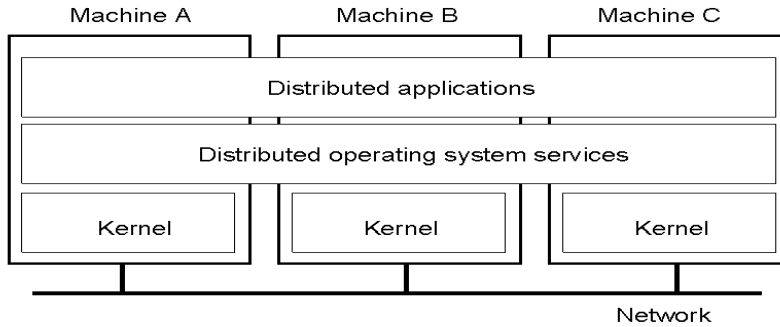 Machine A
Machine B
Machine C
Distributed applications
Distributed operating system services
Kernel
Kernel
Kernel
Network